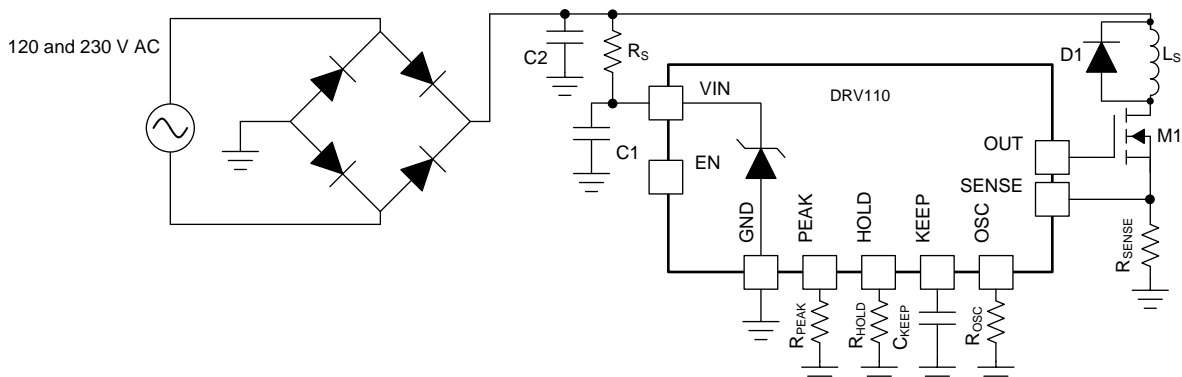 120 and 230 V AC
C2
RS
D1
LS
VIN
DRV110
C1
EN
OUT
M1
SENSE
GND
PEAK
HOLD
KEEP
OSC
RSENSE
RPEAK
RHOLD
CKEEP
ROSC